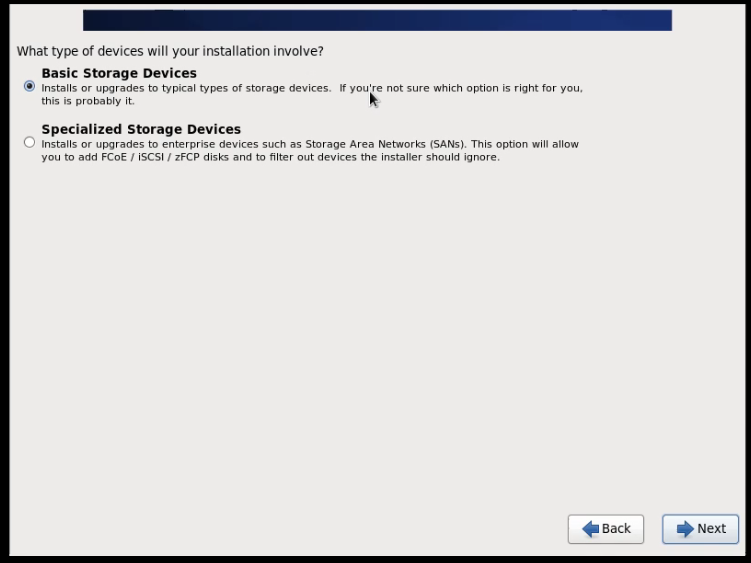 What type of devices will your installation involve?
Basic Storage Devices
Installs or upgrades to typical types of storage devices.  If you're not sure which option is right for you,
this is probably it.
Specialized Storage Devices
Installs or upgrades to enterprise devices such as Storage Area Networks (SANs). This option will allow
you to add FCoE / iSCSI / zFCP disks and to filter out devices the installer should ignore.
Back
Next